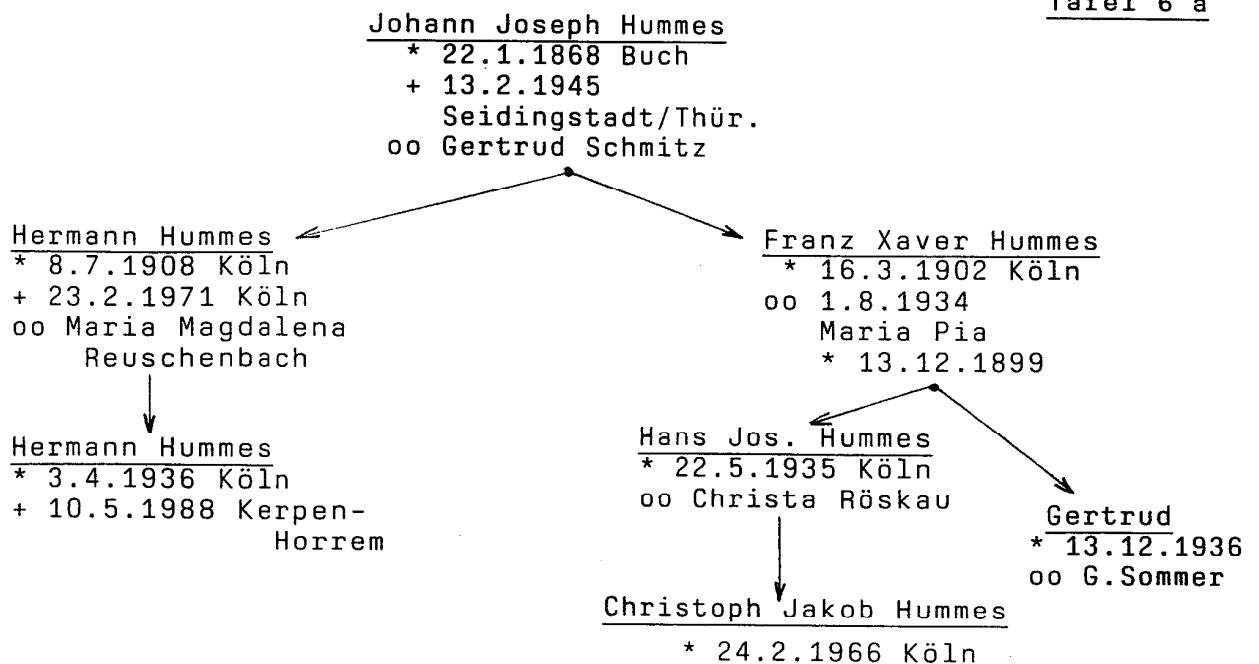 Tafel 6 a
Johann Joseph Hummes
* 22.1.1868 Buch
+ 13.2.1945
Seidingstadt/Thür.
oo Gertrud Schmitz
Hermann Hummes
* 8.7.1908 Köln
+ 23.2.1971 Köln
oo Maria Magdalena
Reuschenbach
Franz Xaver Hummes
* 16.3.1902 Köln
oo 1.8.1934
Maria Pia
* 13.12.1899
Hermann Hummes
* 3.4.1936 Köln
+ 10.5.1988 Kerpen-
Horrem
Hans Jos. Hummes
* 22.5.1935 Köln
oo Christa Röskau
Gertrud
* 13.12.1936
oo G.Sommer
Christoph Jakob Hummes
* 24.2.1966 Köln